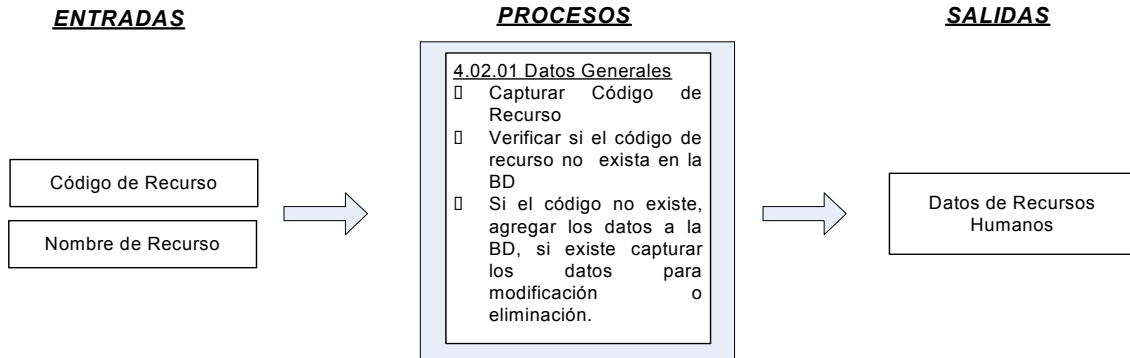 ENTRADAS
PROCESOS
SALIDAS
Código de Recurso
Nombre de Recurso
4.02.01 Datos Generales
▯ Capturar Código de
Recurso
▯ Verificar si el código de
recurso no exista en la
BD
▯ Si el código no existe,
agregar los datos a la
BD, si existe capturar
los datos para
modificación o
eliminación.
Datos de Recursos
Humanos